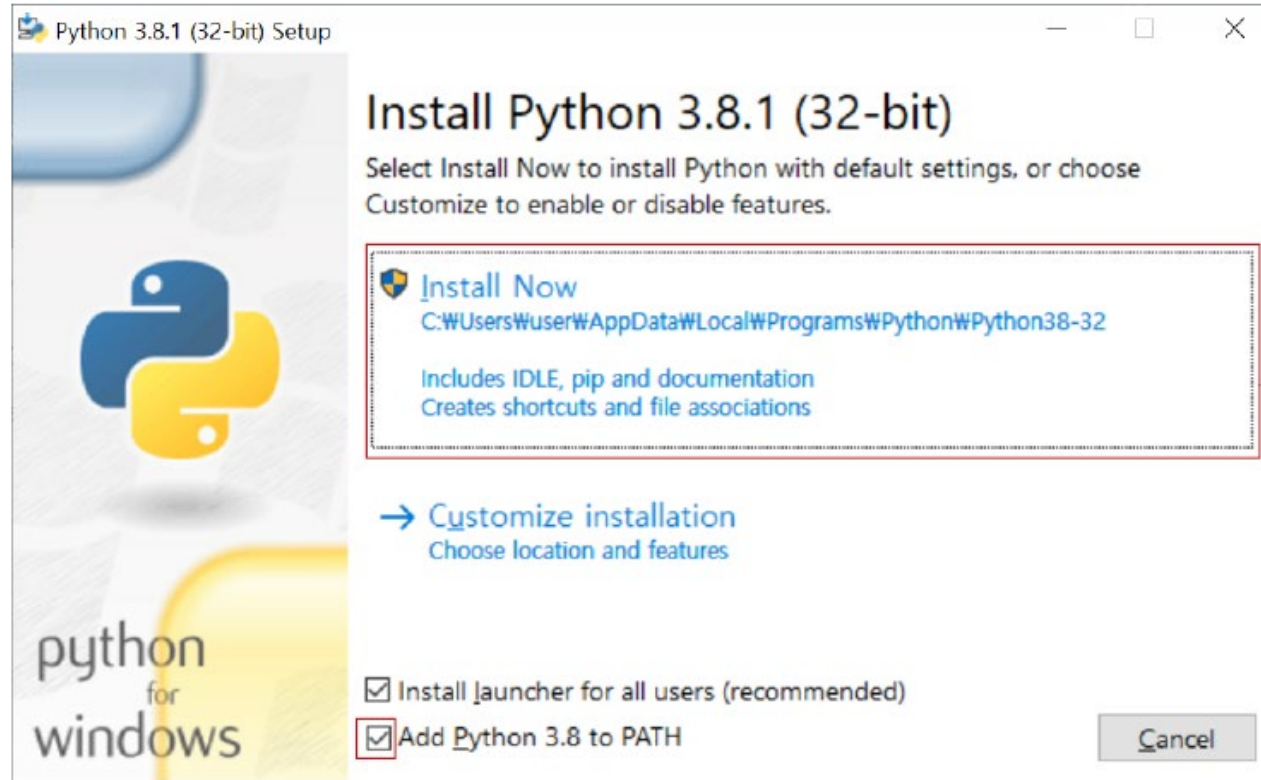 Python 3.8.1 (32-bit) Setup
Install Python 3.8.1 (32-bit)
Select Install Now to install Python with default settings, or choose
Customize to enable or disable features.
Install Now
C:₩Users₩user₩AppData₩Local₩Programs₩Python₩Python38-32
Includes IDLE, pip and documentation
Creates shortcuts and file associations
Customize installation
Choose location and features
python
for
windows
Install launcher for all users (recommended)
Add Python 3.8 to PATH
Cancel